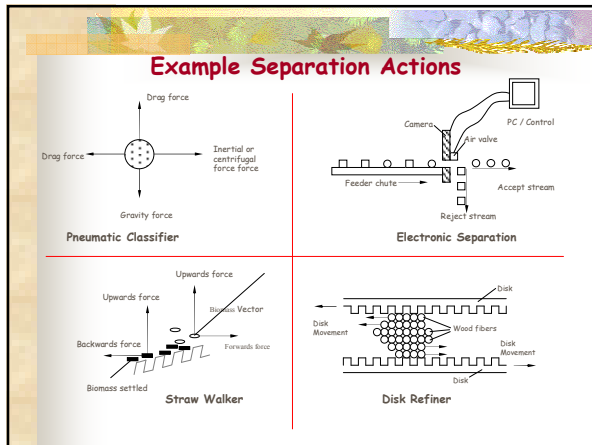 Example Separation Actions
Drag force
Drag force
Inertial or
centrifugal
force force
Gravity force
Pneumatic Classifier
PC / Control
Camera
Air valve
Feeder chute
Accept stream
Reject stream
Electronic Separation
Upwards force
Upwards force
Biomass Vector
Backwards force
Forwards force
Biomass settled
Straw Walker
Disk
Disk
Movement
Wood fibers
Disk
Movement
Disk
Disk Refiner